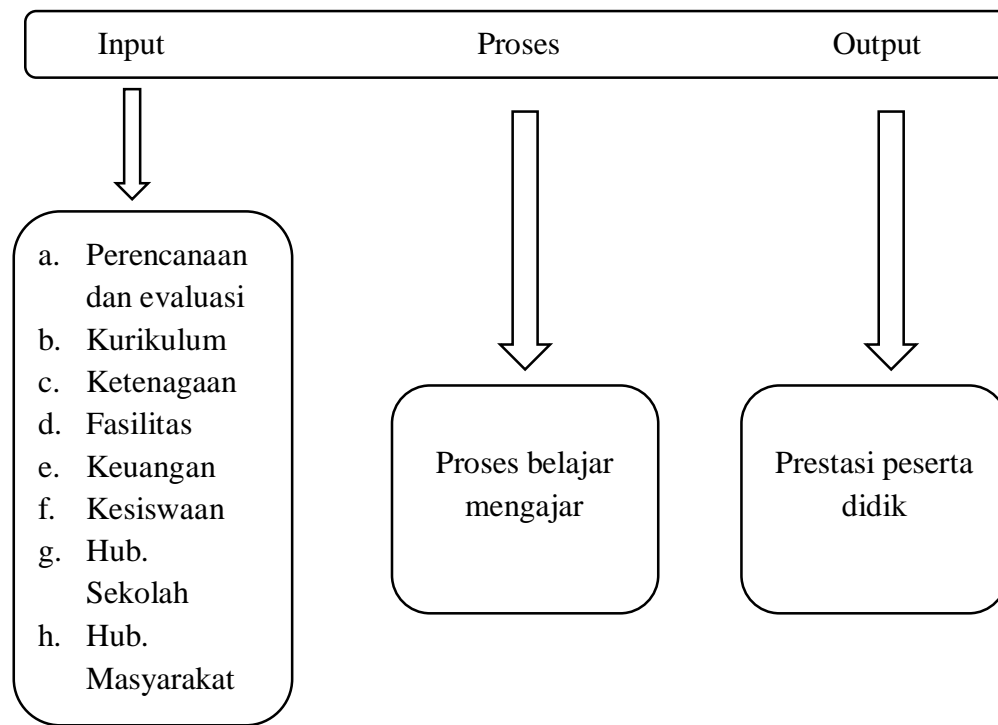 Input Proses Output
a. Perencanaan
dan evaluasi
b. Kurikulum
c. Ketenagaan
d. Fasilitas
e. Keuangan
f. Kesiswaan
g. Hub.
Sekolah
h. Hub.
Masyarakat
Proses belajar
mengajar
Prestasi peserta
didik